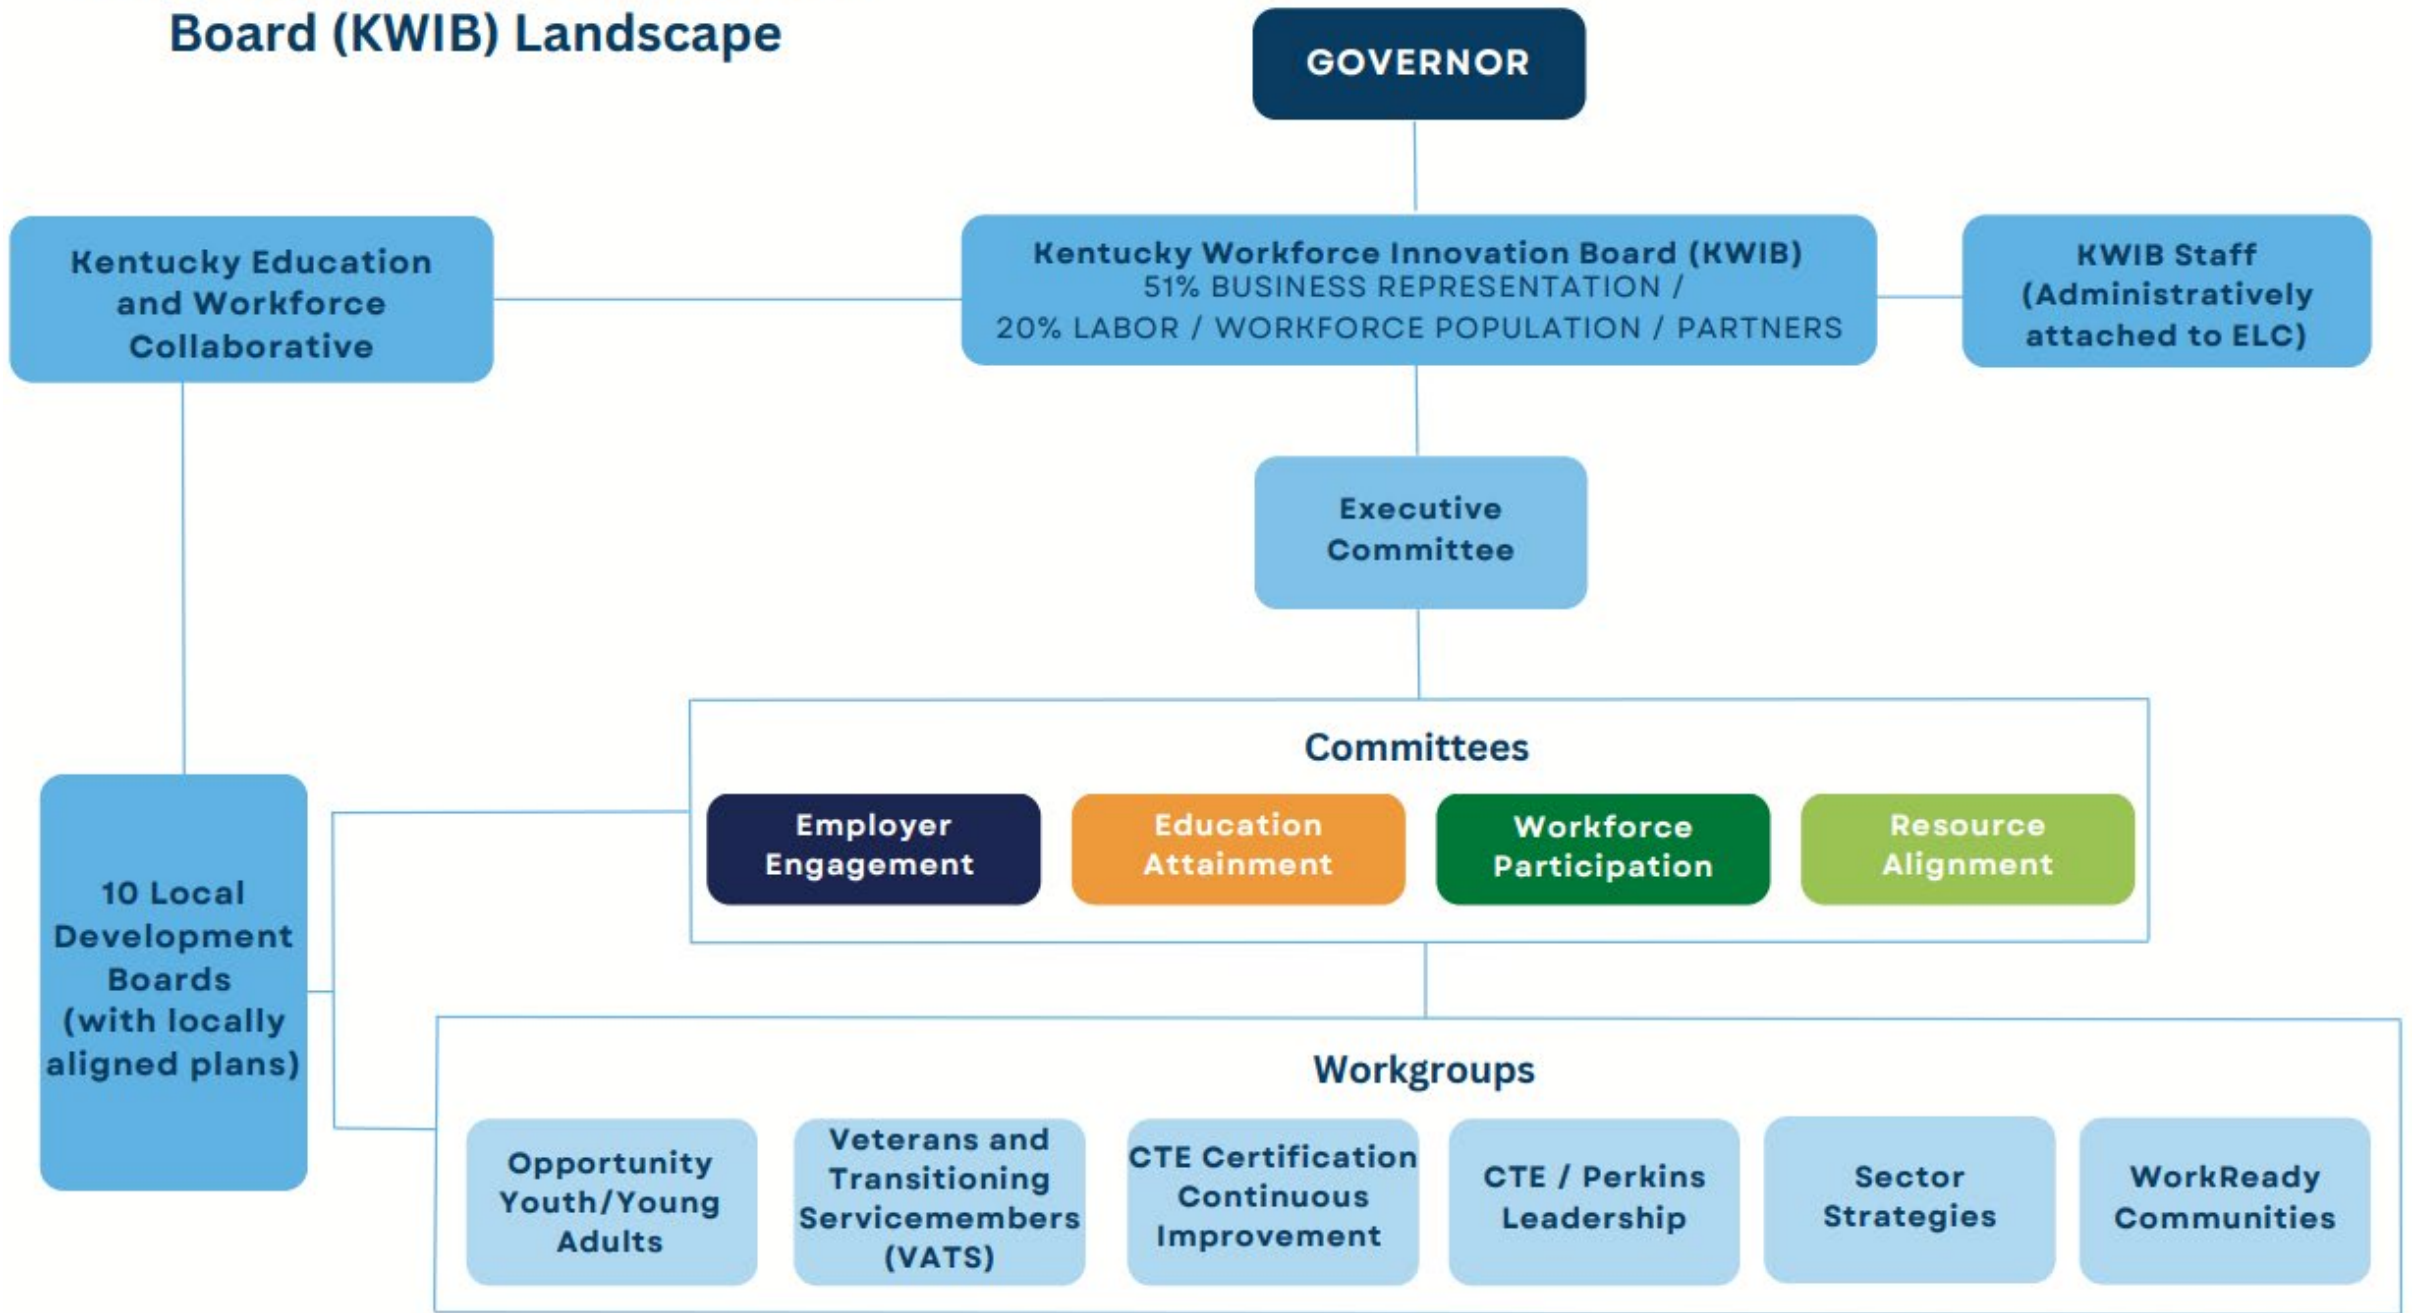 Board (KWIB) Landscape
GOVERNOR
Kentucky Education
and Workforce
Collaborative
Kentucky Workforce Innovation Board (KWIB)
51% BUSINESS REPRESENTATION /
20% LABOR / WORKFORCE POPULATION / PARTNERS
KWIB Staff
(Administratively
attached to ELC)
Executive
Committee
Committees
Employer
Engagement
Education
Attainment
Workforce
Participation
Resource
Alignment
10 Local
Development
Boards
(with locally
aligned plans)
Workgroups
Opportunity
Youth/Young
Adults
Veterans and
Transitioning
Servicemembers
(VATS)
CTE Certification
Continuous
Improvement
CTE / Perkins
Leadership
Sector
Strategies
WorkReady
Communities